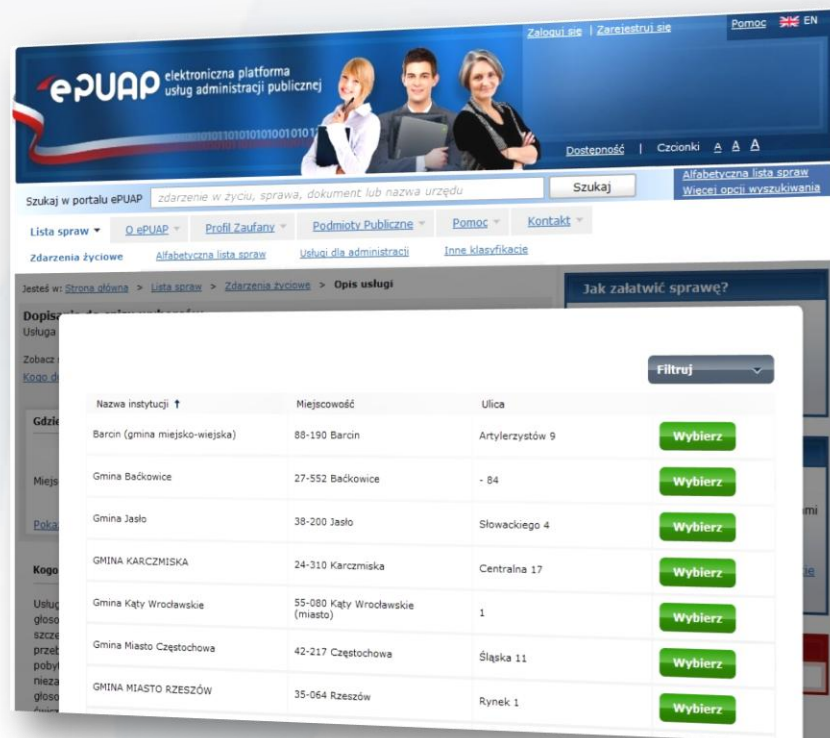 Zaloguj się | Zarejestruj się
Pomoc EN
ePUAP elektroniczna platforma
usług administracji publicznej
Dostępność | Czcionki A A A
Szukaj w portalu ePUAP zdarzenie w życiu, sprawa, dokument lub nazwa urzędu Szukaj
Alfabetyczna lista spraw
Więcej opcji wyszukiwania
Lista spraw O ePUAP Profil Zaufany Podmioty Publiczne Pomoc Kontakt
Zdarzenia życiowe Alfabetyczna lista spraw Usługi dla administracji Inne klasyfikacje
Jesteś w: Strona główna > Lista spraw > Zdarzenia życiowe > Opis usługi
Jak załatwić sprawę?
Usługa
Zobacz
Filtruj
Nazwa instytucji ↑ Miejscowość Ulica
Barcin (gmina miejsko-wiejska) 88-190 Barcin Artylerzystów 9 Wybierz
Gmina Baćkowice 27-552 Baćkowice - 84 Wybierz
Gmina Jasło 38-200 Jasło Słowackiego 4 Wybierz
GMINA KARCZMISKA 24-310 Karczmiska Centralna 17 Wybierz
Gmina Kąty Wrocławskie 55-080 Kąty Wrocławskie
(miasto) 1 Wybierz
Gmina Miasto Częstochowa 42-217 Częstochowa Śląska 11 Wybierz
GMINA MIASTO RZESZÓW 35-064 Rzeszów Rynek 1 Wybierz
Kogo